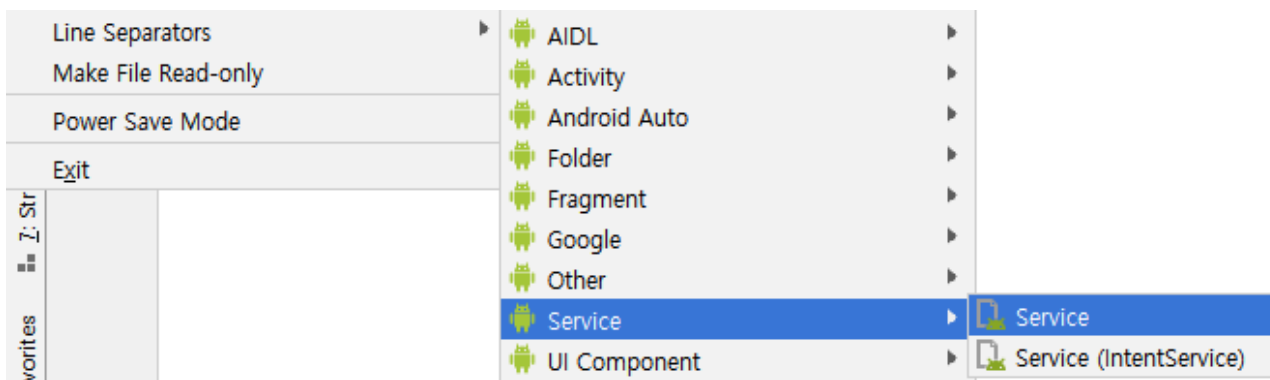 Line Separators
Make File Read-only
Power Save Mode
Exit
7: Str
vorites
AIDL
Activity
Android Auto
Folder
Fragment
Google
Other
Service
UI Component
Service
Service (IntentService)